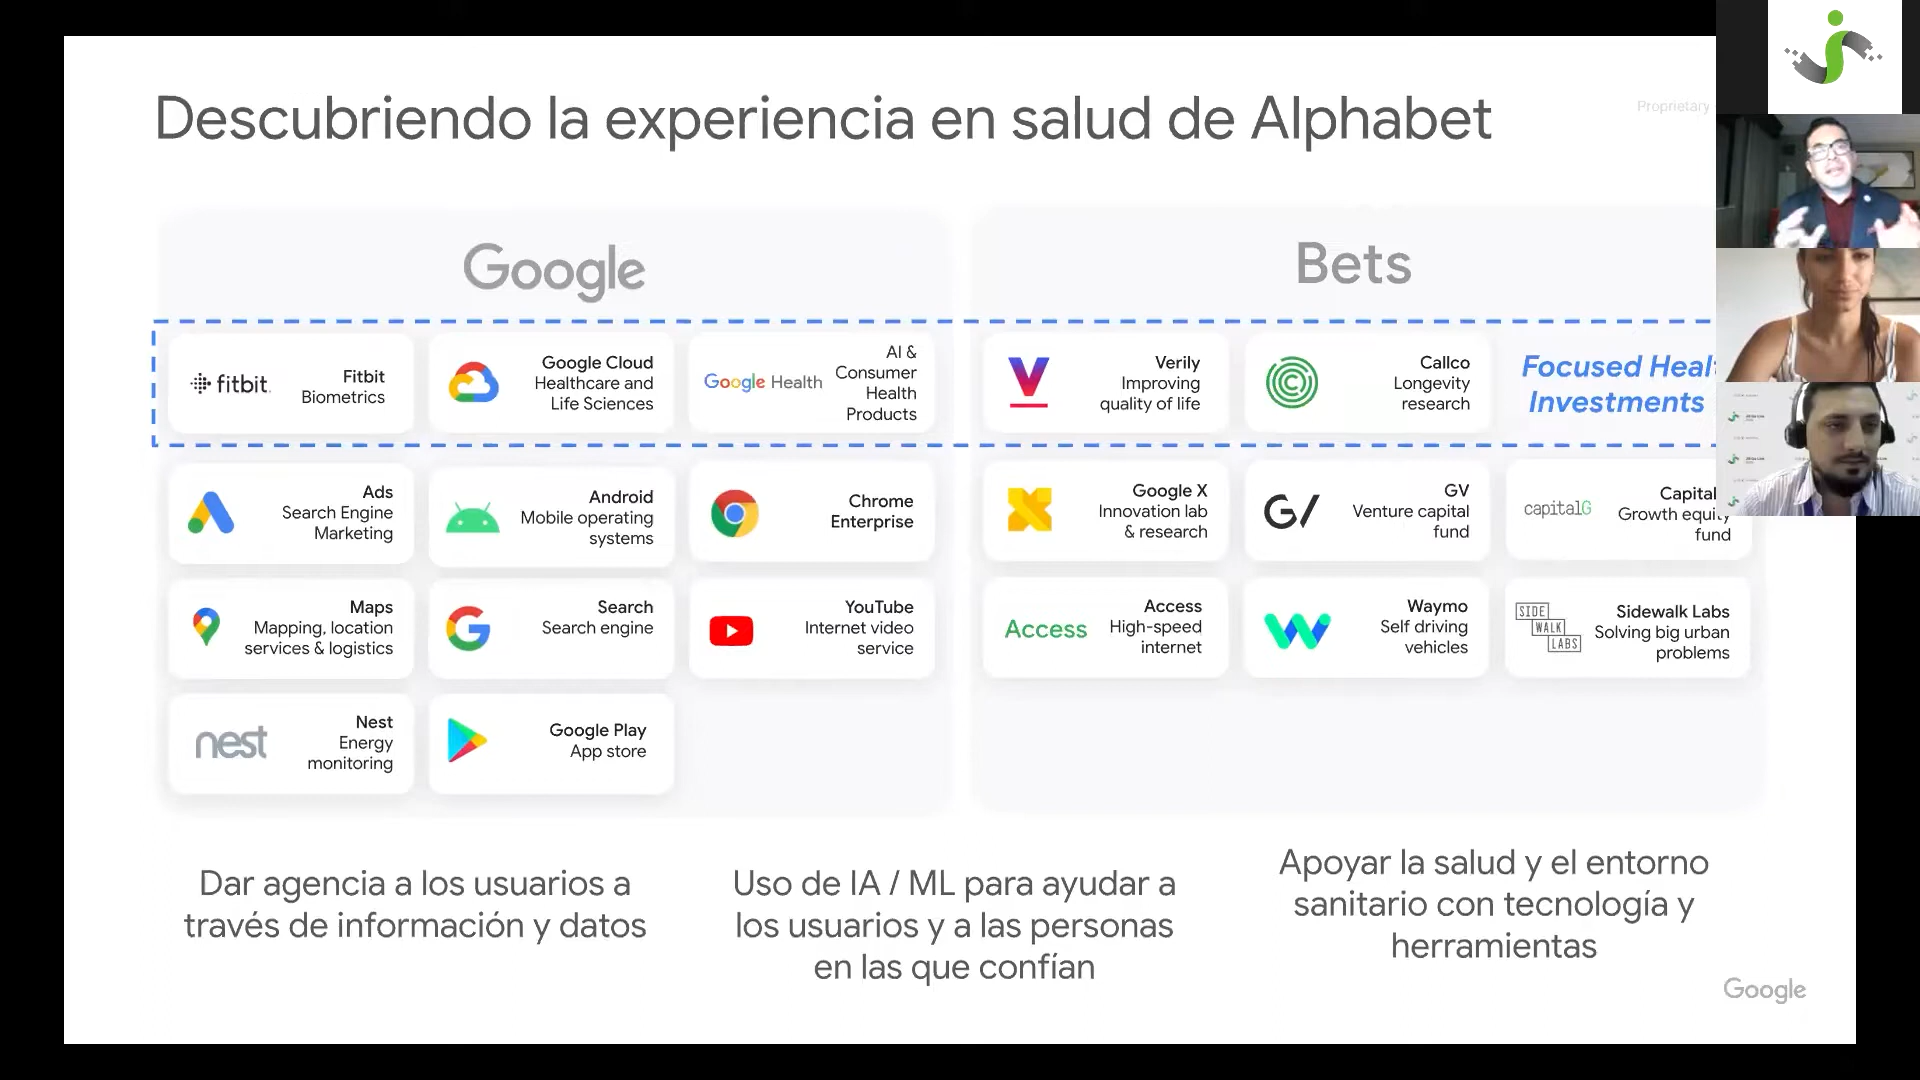 Descubriendo la experiencia en salud de Alphabet
Proprietary
Google
Bets
fitbit
Fitbit
Biometrics
Google Cloud
Healthcare and
Life Sciences
Google Health
AI &
Consumer
Health
Products
Verily
Improving
quality of life
Callco
Longevity
research
Focused Heal
Investments
Ads
Search Engine
Marketing
Android
Mobile operating
systems
Chrome
Enterprise
Google X
Innovation lab
& research
GV
GV
Venture capital
fund
capitalG
Capital
Growth equity
fund
Maps
Mapping, location
services & logistics
Search
Search engine
YouTube
Internet video
service
Access
Access
High-speed
internet
Waymo
Self driving
vehicles
SIDE
WALK
LABS
Sidewalk Labs
Solving big urban
problems
nest
Nest
Energy
monitoring
Google Play
App store
Dar agencia a los usuarios a
través de información y datos
Uso de IA / ML para ayudar a
los usuarios y a las personas
en las que confían
Apoyar la salud y el entorno
sanitario con tecnología y
herramientas
Google